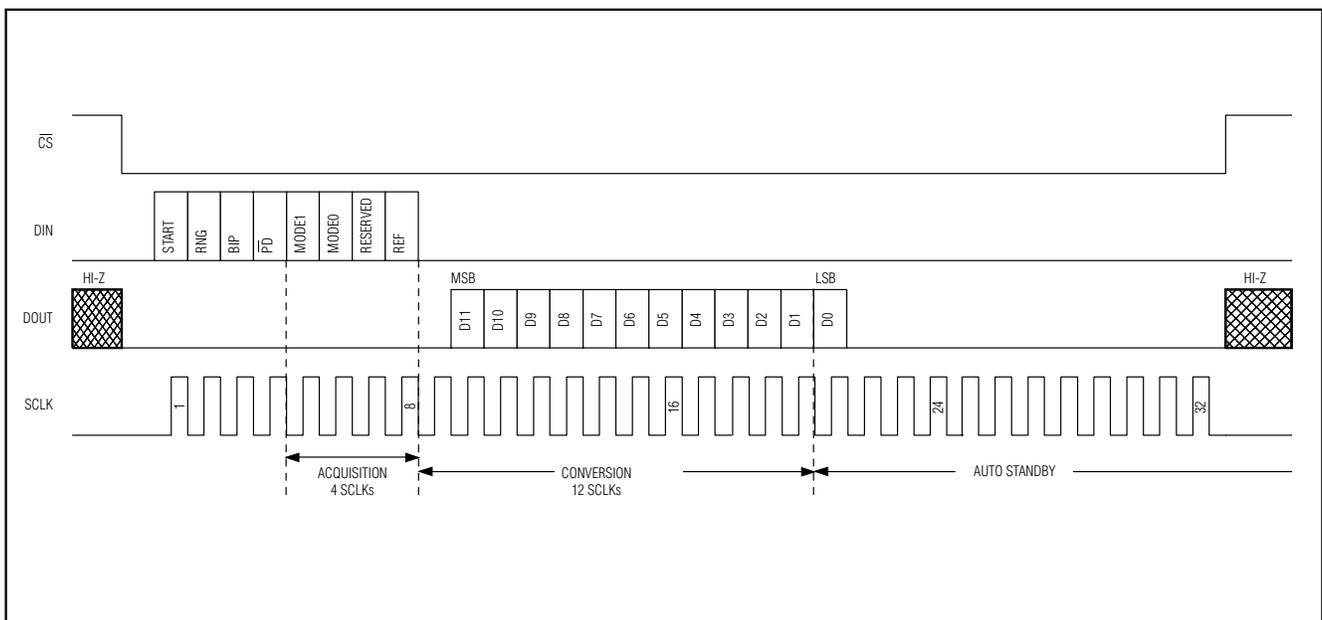 C̅S̅
DIN
START
RNG
BIP
P̅D̅
MODE1
MODE0
RESERVED
REF
HI-Z
MSB
LSB
HI-Z
DOUT
D11
D10
D9
D8
D7
D6
D5
D4
D3
D2
D1
D0
SCLK
1
8
16
24
32
ACQUISITION
4 SCLKs
CONVERSION
12 SCLKs
AUTO STANDBY